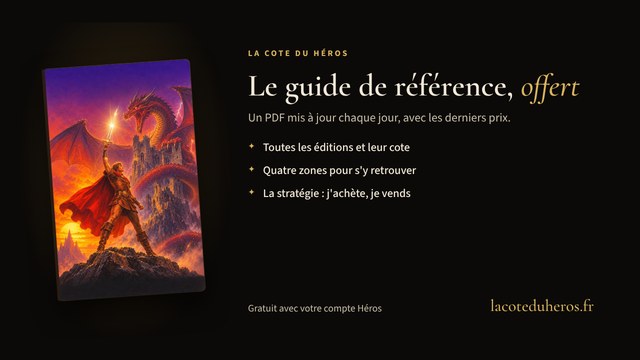 LA COTE DU HÉROS
Le guide de référence, offert
Un PDF mis à jour chaque jour, avec les derniers prix.
Toutes les éditions et leur cote
Quatre zones pour s'y retrouver
La stratégie : j'achète, je vends
Gratuit avec votre compte Héros
lacoteduheros.fr